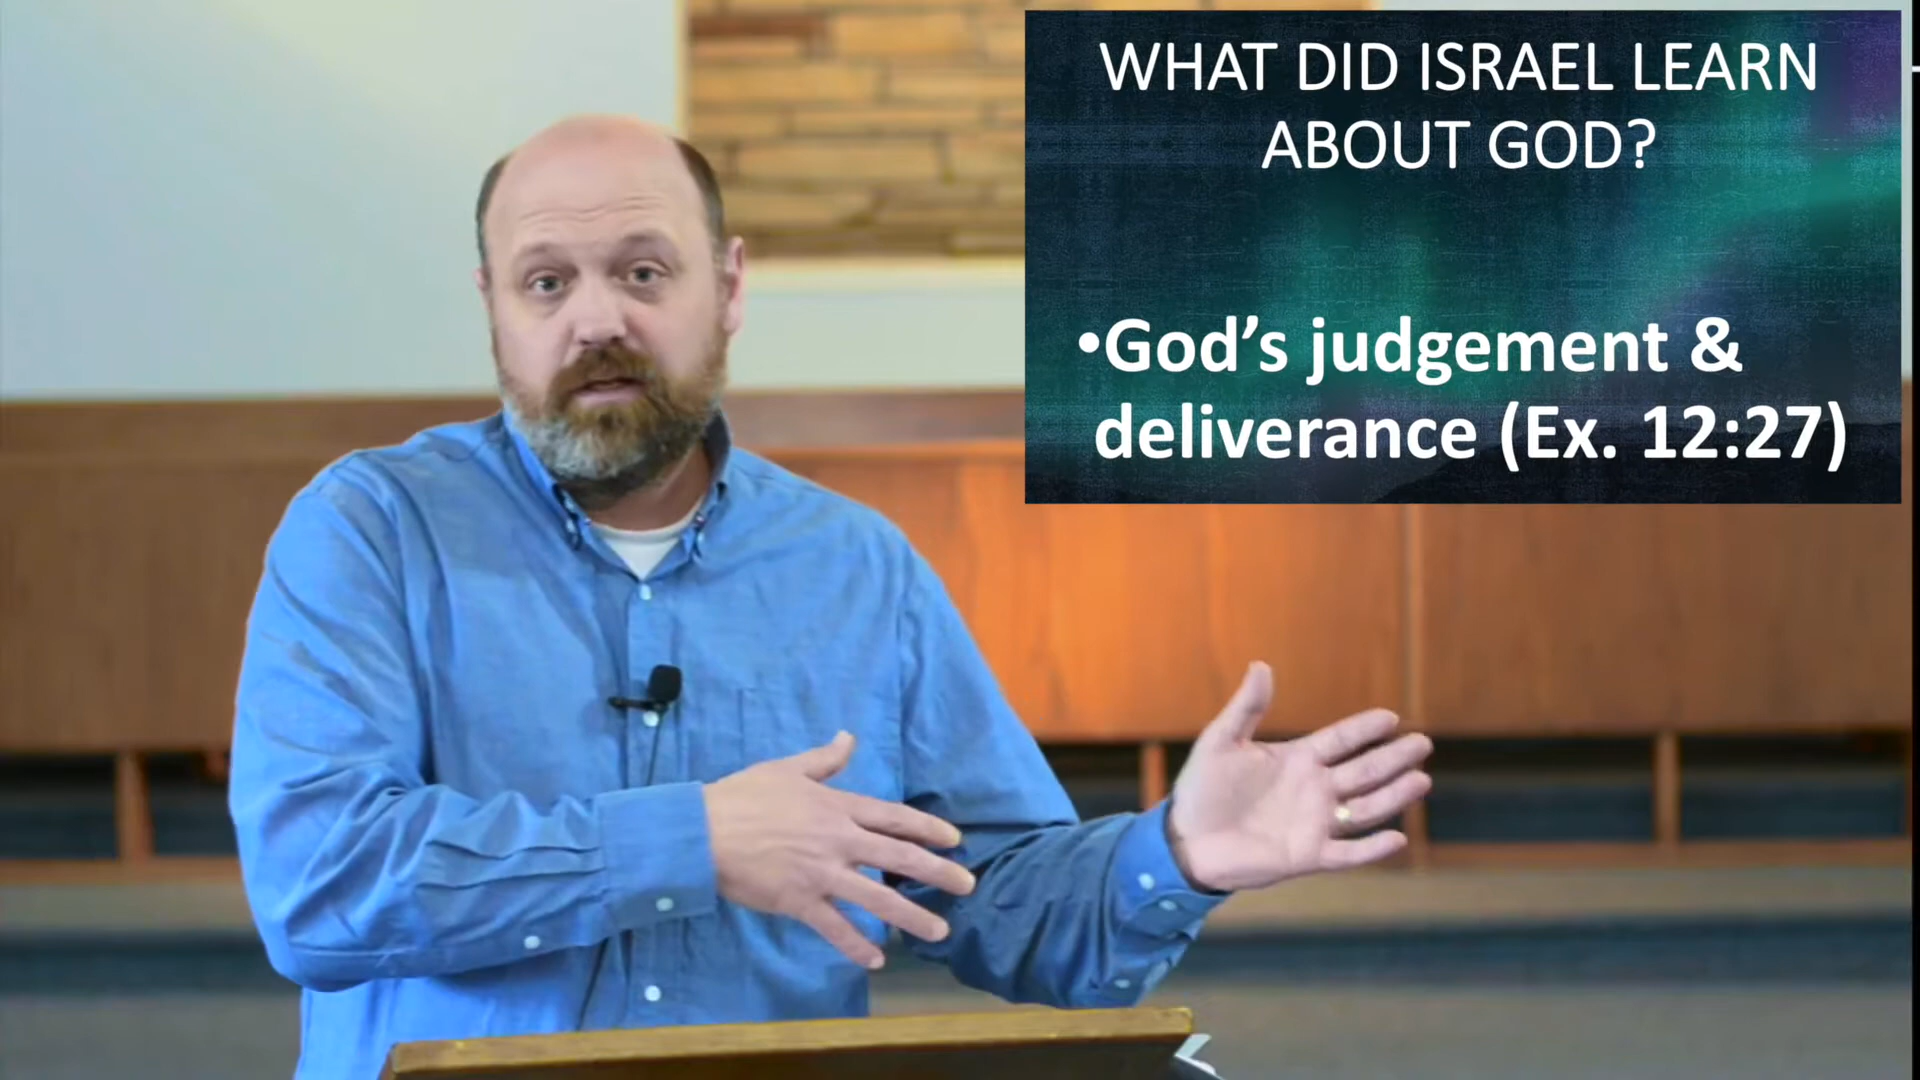 WHAT DID ISRAEL LEARN
ABOUT GOD?
•God's judgement &
deliverance (Ex. 12:27)